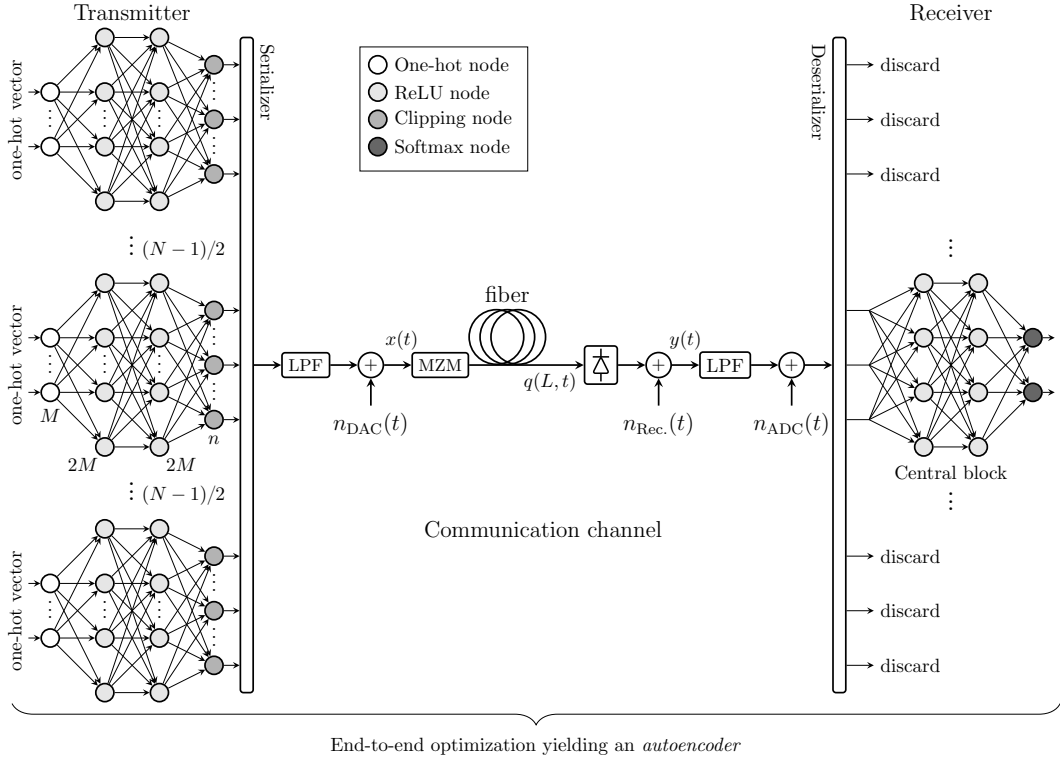 Transmitter
Receiver
one-hot vector
Serializer
One-hot node
ReLU node
Clipping node
Softmax node
Deserializer
discard
discard
discard
(N − 1)/2
one-hot vector
M
2M
2M
n
LPF
+
x(t)
MZM
fiber
q(L, t)
+
y(t)
LPF
+
n_DAC(t)
n_Rec.(t)
n_ADC(t)
Central block
(N − 1)/2
Communication channel
one-hot vector
discard
discard
discard
End-to-end optimization yielding an autoencoder